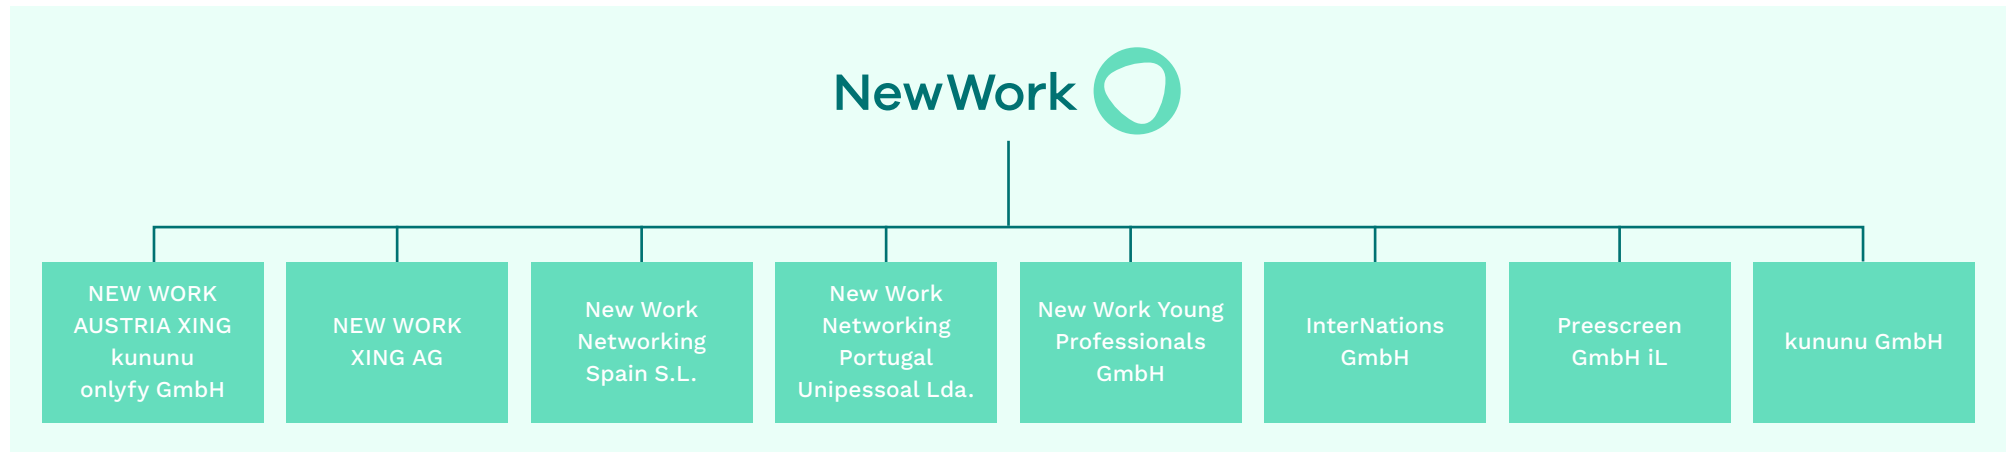 NewWork
NEW WORK
AUSTRIA XING
kununu
onlyfy GmbH
NEW WORK
XING AG
New Work
Networking
Spain S.L.
New Work
Networking
Portugal
Unipessoal Lda.
New Work Young
Professionals
GmbH
InterNations
GmbH
Preescreen
GmbH iL
kununu GmbH